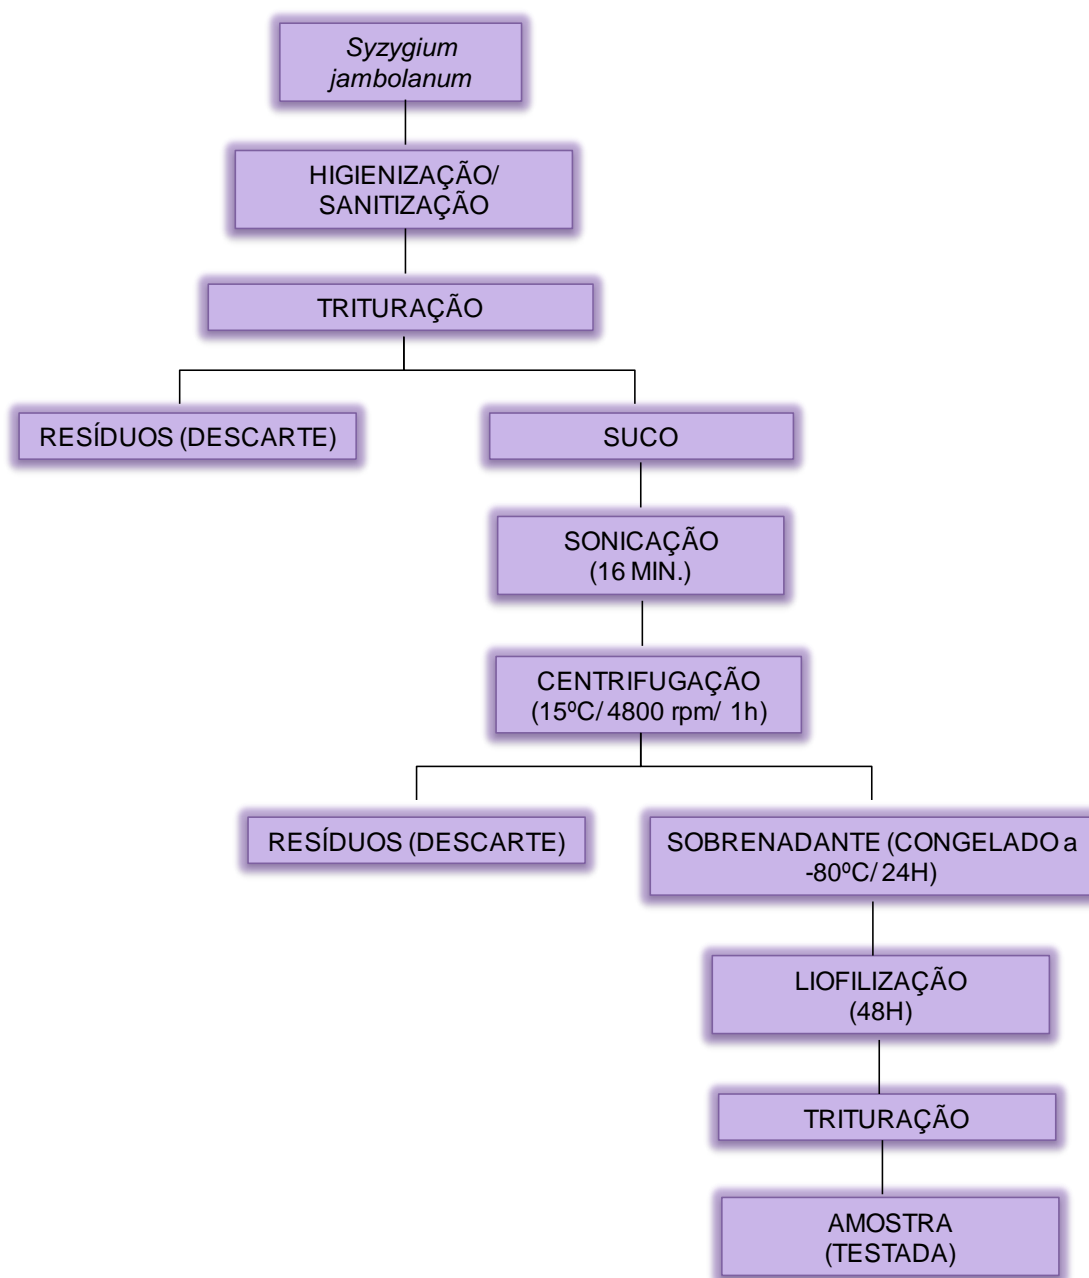 Syzygium
jambolanum
HIGIENIZAÇÃO/
SANITIZAÇÃO
TRITURAÇÃO
RESÍDUOS (DESCARTE)
SUCO
SONICAÇÃO
(16 MIN.)
CENTRIFUGAÇÃO
(15ºC/ 4800 rpm/ 1h)
RESÍDUOS (DESCARTE)
SOBRENADANTE (CONGELADO a
-80ºC/ 24H)
LIOFILIZAÇÃO
(48H)
TRITURAÇÃO
AMOSTRA
(TESTADA)